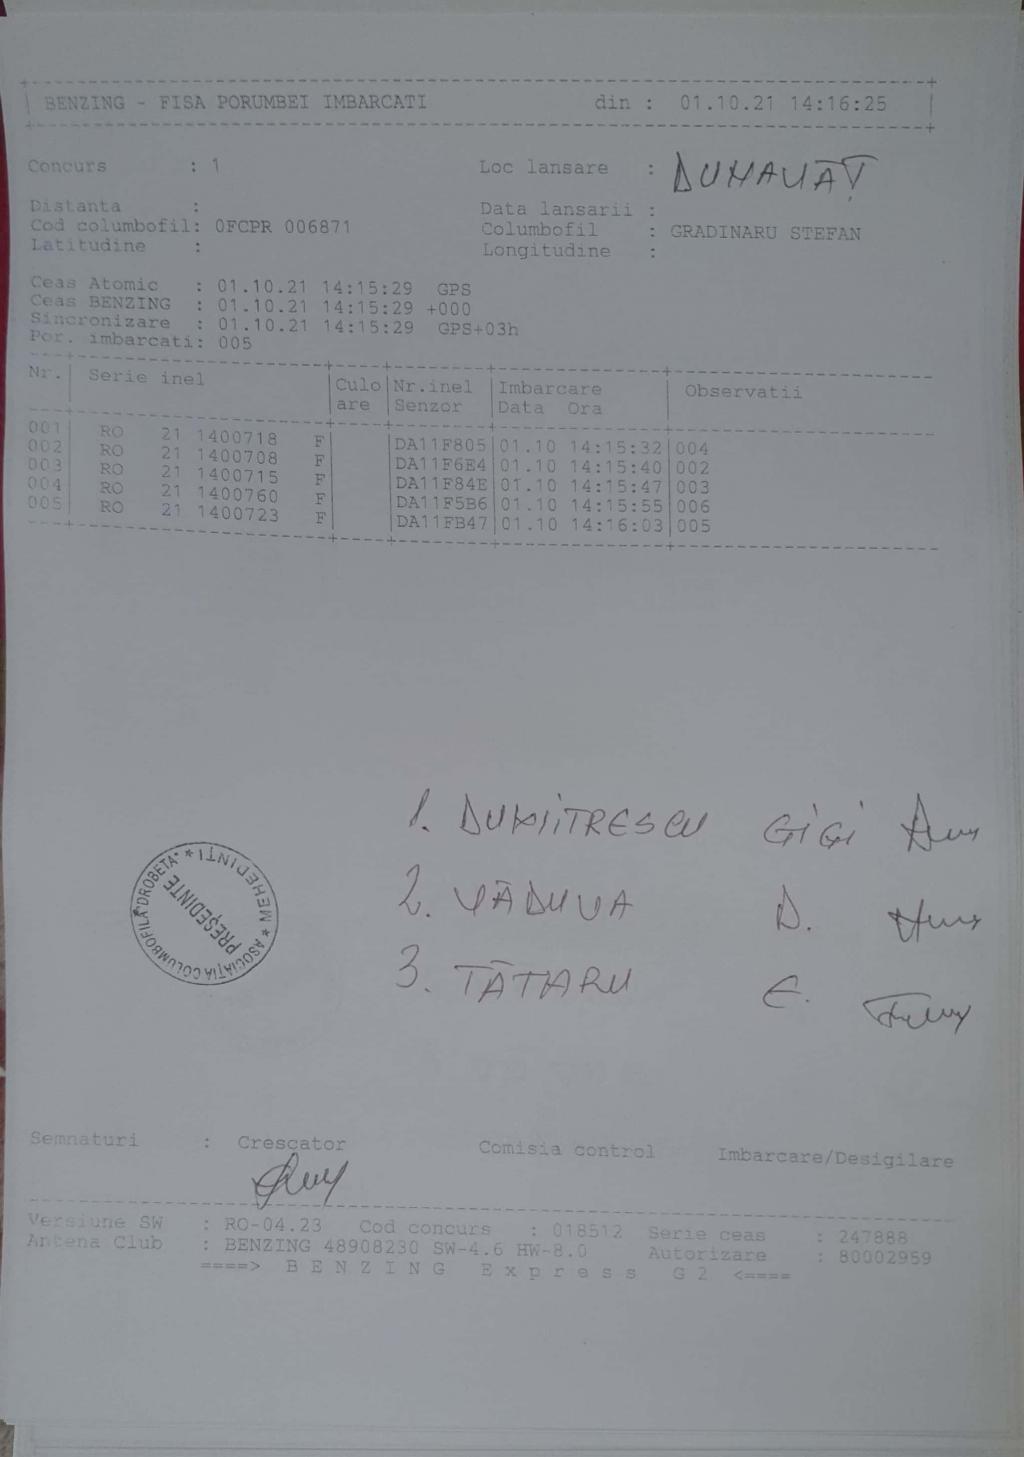 BENZING - FISA PORUMBEI IMBARCATI din : 01.10.21 14:16:25
Concurs : 1 Loc lansare : DUNAVĂȚ
Distanta : Data lansarii :
Cod columbofil: 0FCPR 006871 Columbofil : GRADINARU STEFAN
Latitudine : Longitudine :
Ceas Atomic : 01.10.21 14:15:29 GPS
Ceas BENZING : 01.10.21 14:15:29 +000
Sincronizare : 01.10.21 14:15:29 GPS+03h
Por. imbarcati: 005
Nr. Serie inel Culo Nr.inel Imbarcare Observatii
are Senzor Data Ora
001 RO 21 1400718 F DA11F805 01.10 14:15:32 004
002 RO 21 1400708 F DA11F6E4 01.10 14:15:40 002
003 RO 21 1400715 F DA11F84E 01.10 14:15:47 003
004 RO 21 1400760 F DA11F5B6 01.10 14:15:55 006
005 RO 21 1400723 F DA11FB47 01.10 14:16:03 005
1. DUMITRESCU GIGI
2. VĂDUVA D.
3. TĂTARU E.
* ASOCIAȚIA COLUMBOFILĂ "DROBETA" * MEHEDINȚI
PREȘEDINTE
Semnaturi : Crescator Comisia control Imbarcare/Desigilare
Versiune SW : RO-04.23 Cod concurs : 018512 Serie ceas : 247888
Antena Club : BENZING 48908230 SW-4.6 HW-8.0 Autorizare : 80002959
====> B E N Z I N G E x p r e s s G 2 <====